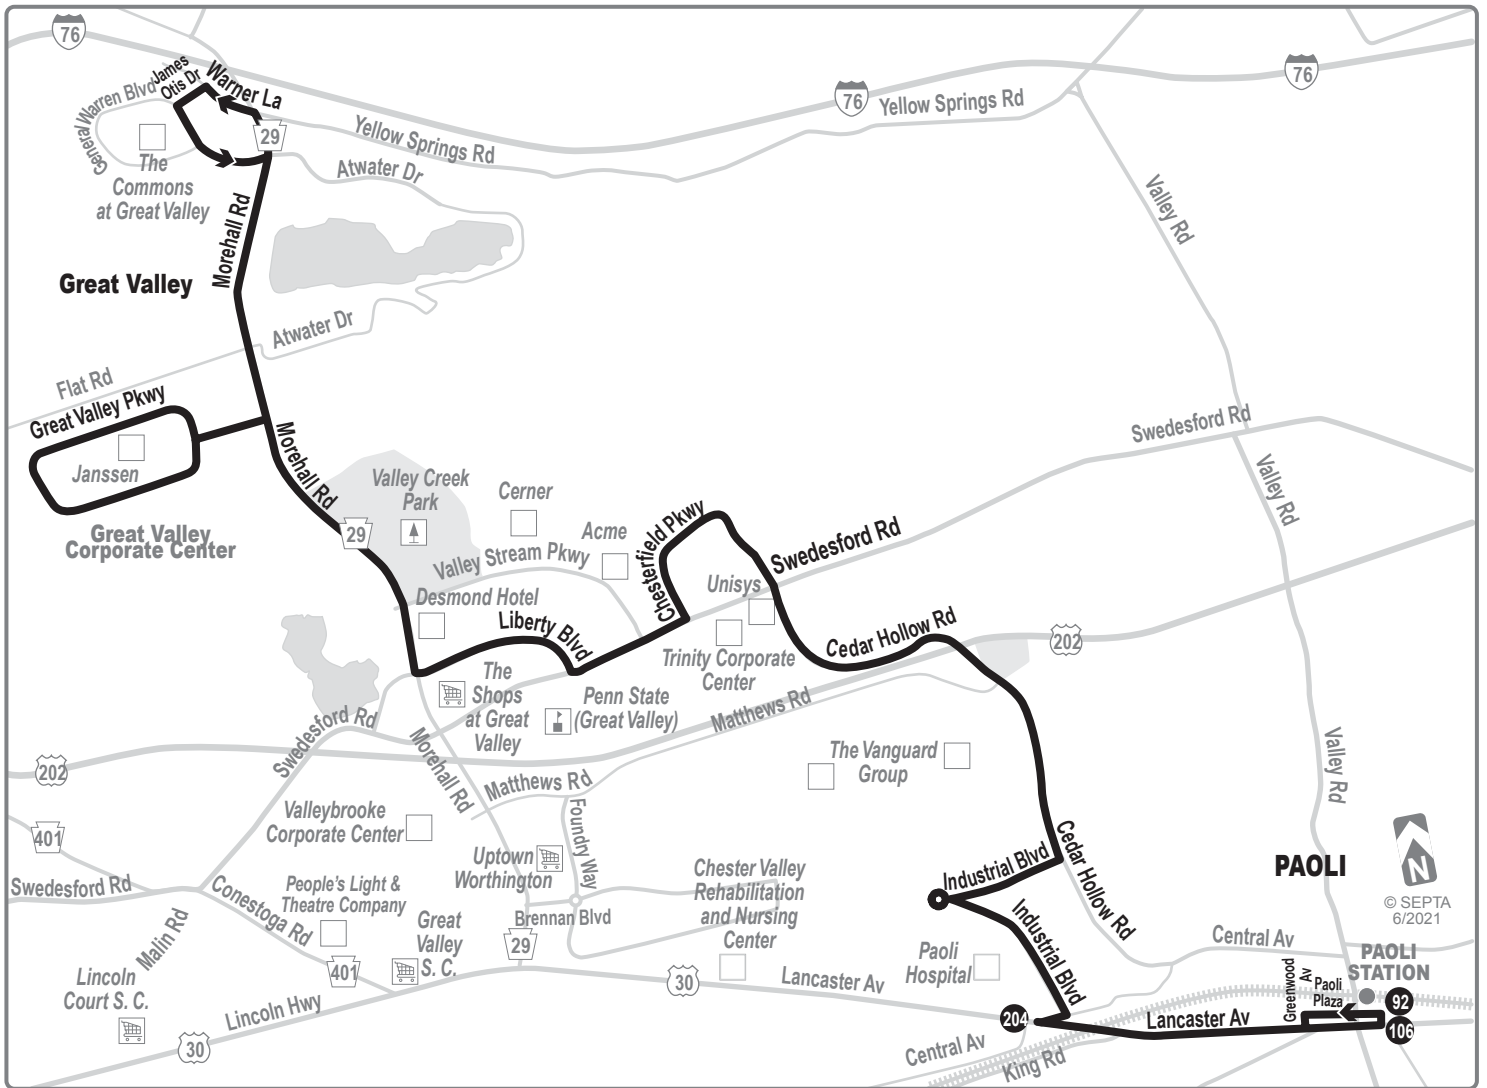 76
76
76
James
Otis Dr
Warner La
General Warren Blvd
29
Yellow Springs Rd
Yellow Springs Rd
The
Commons
at Great Valley
Atwater Dr
Morehall Rd
Valley Rd
Great Valley
Atwater Dr
Flat Rd
Great Valley Pkwy
Janssen
Morehall Rd
Swedesford Rd
Valley Rd
Great Valley
Corporate Center
29
Valley Creek
Park
Cerner
Acme
Valley Stream Pkwy
Chesterfield Pkwy
Swedesford Rd
Unisys
Desmond Hotel
Liberty Blvd
Cedar Hollow Rd
202
Trinity Corporate
Center
The
Shops
at Great
Valley
Penn State
(Great Valley)
Matthews Rd
Swedesford Rd
Morehall Rd
202
Matthews Rd
The Vanguard
Group
Valley Rd
Valleybrooke
Corporate Center
Foundry Way
401
Uptown
Worthington
Cedar Hollow Rd
Industrial Blvd
PAOLI
N
© SEPTA
6/2021
Swedesford Rd
Conestoga Rd
People's Light &
Theatre Company
Chester Valley
Rehabilitation
and Nursing
Center
Malin Rd
Great
Valley
S. C.
Brennan Blvd
29
Industrial Blvd
Central Av
Paoli
Hospital
401
30
Lancaster Av
PAOLI
STATION
Greenwood
Av
Paoli
Plaza
92
106
Lincoln
Court S. C.
Lincoln Hwy
30
204
Lancaster Av
Central Av
King Rd